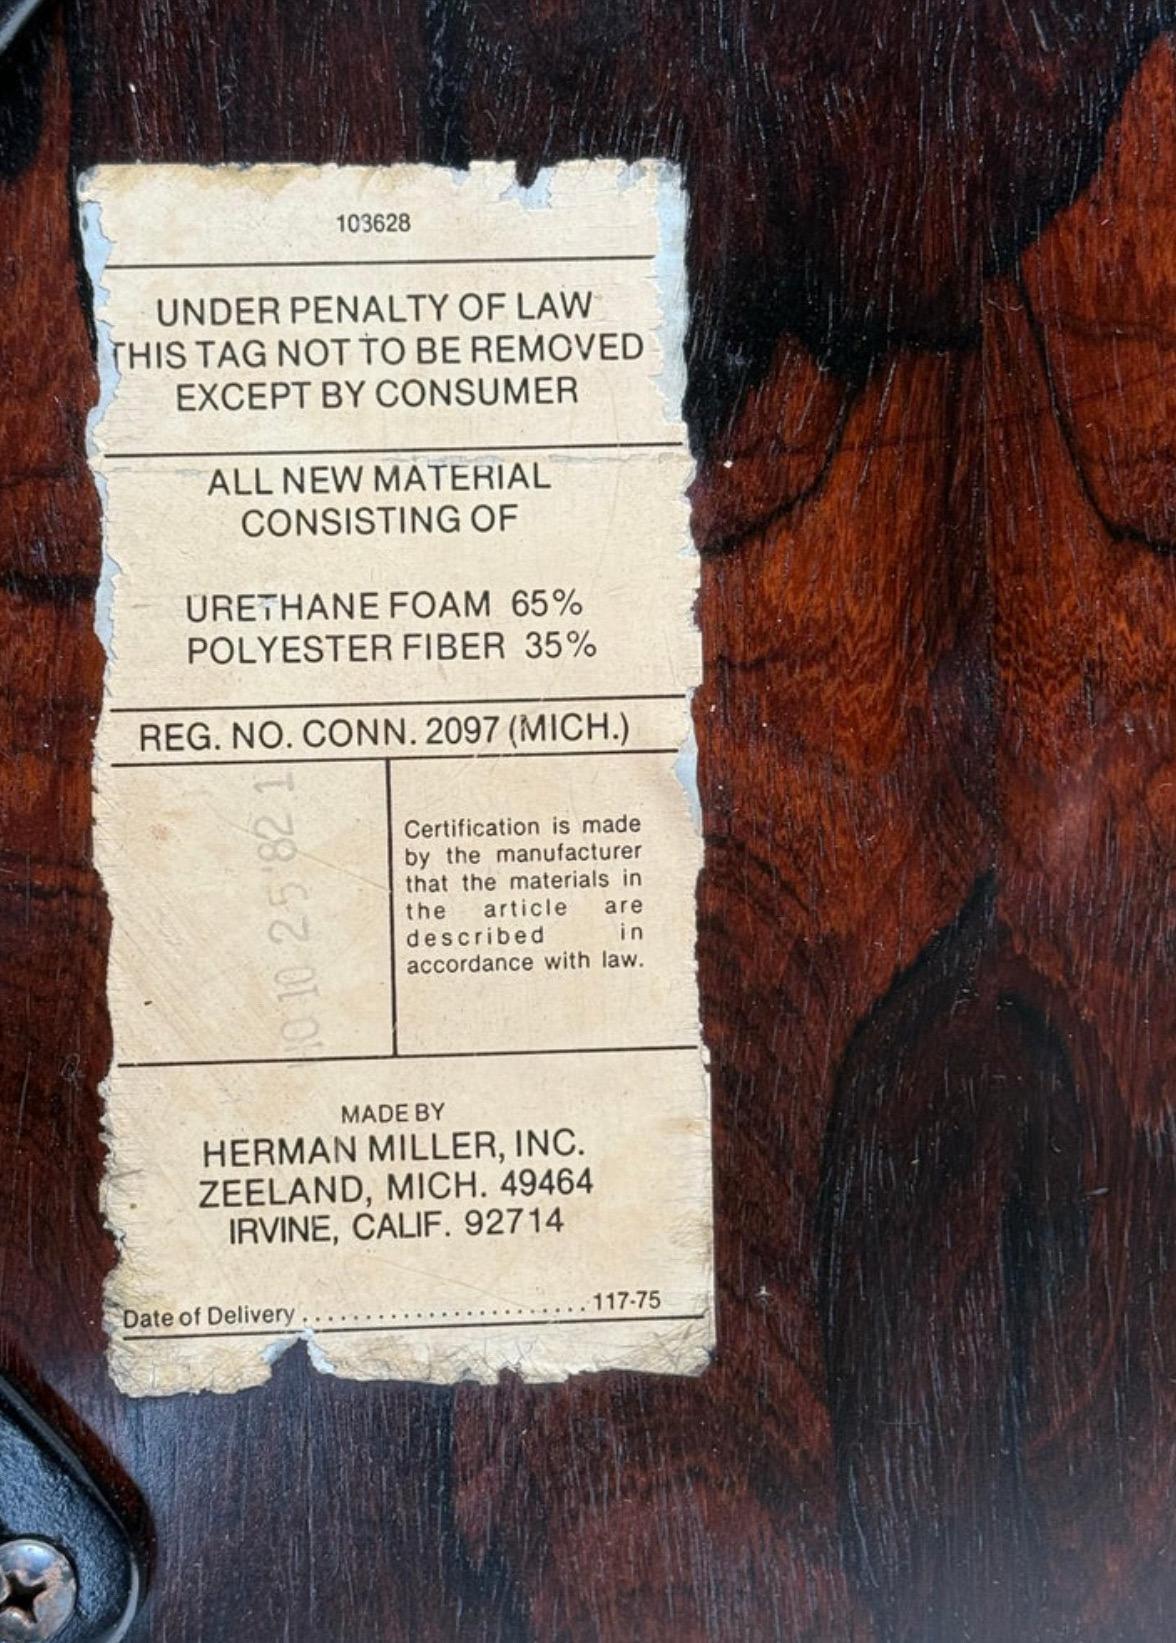 103628
UNDER PENALTY OF LAW
THIS TAG NOT TO BE REMOVED
EXCEPT BY CONSUMER
ALL NEW MATERIAL
CONSISTING OF
URETHANE FOAM 65%
POLYESTER FIBER 35%
REG. NO. CONN. 2097 (MICH.)
10 25'82 1
Certification is made
by the manufacturer
that the materials in
the article are
described in
accordance with law.
MADE BY
HERMAN MILLER, INC.
ZEELAND, MICH. 49464
IRVINE, CALIF. 92714
Date of Delivery ........................ 117-75